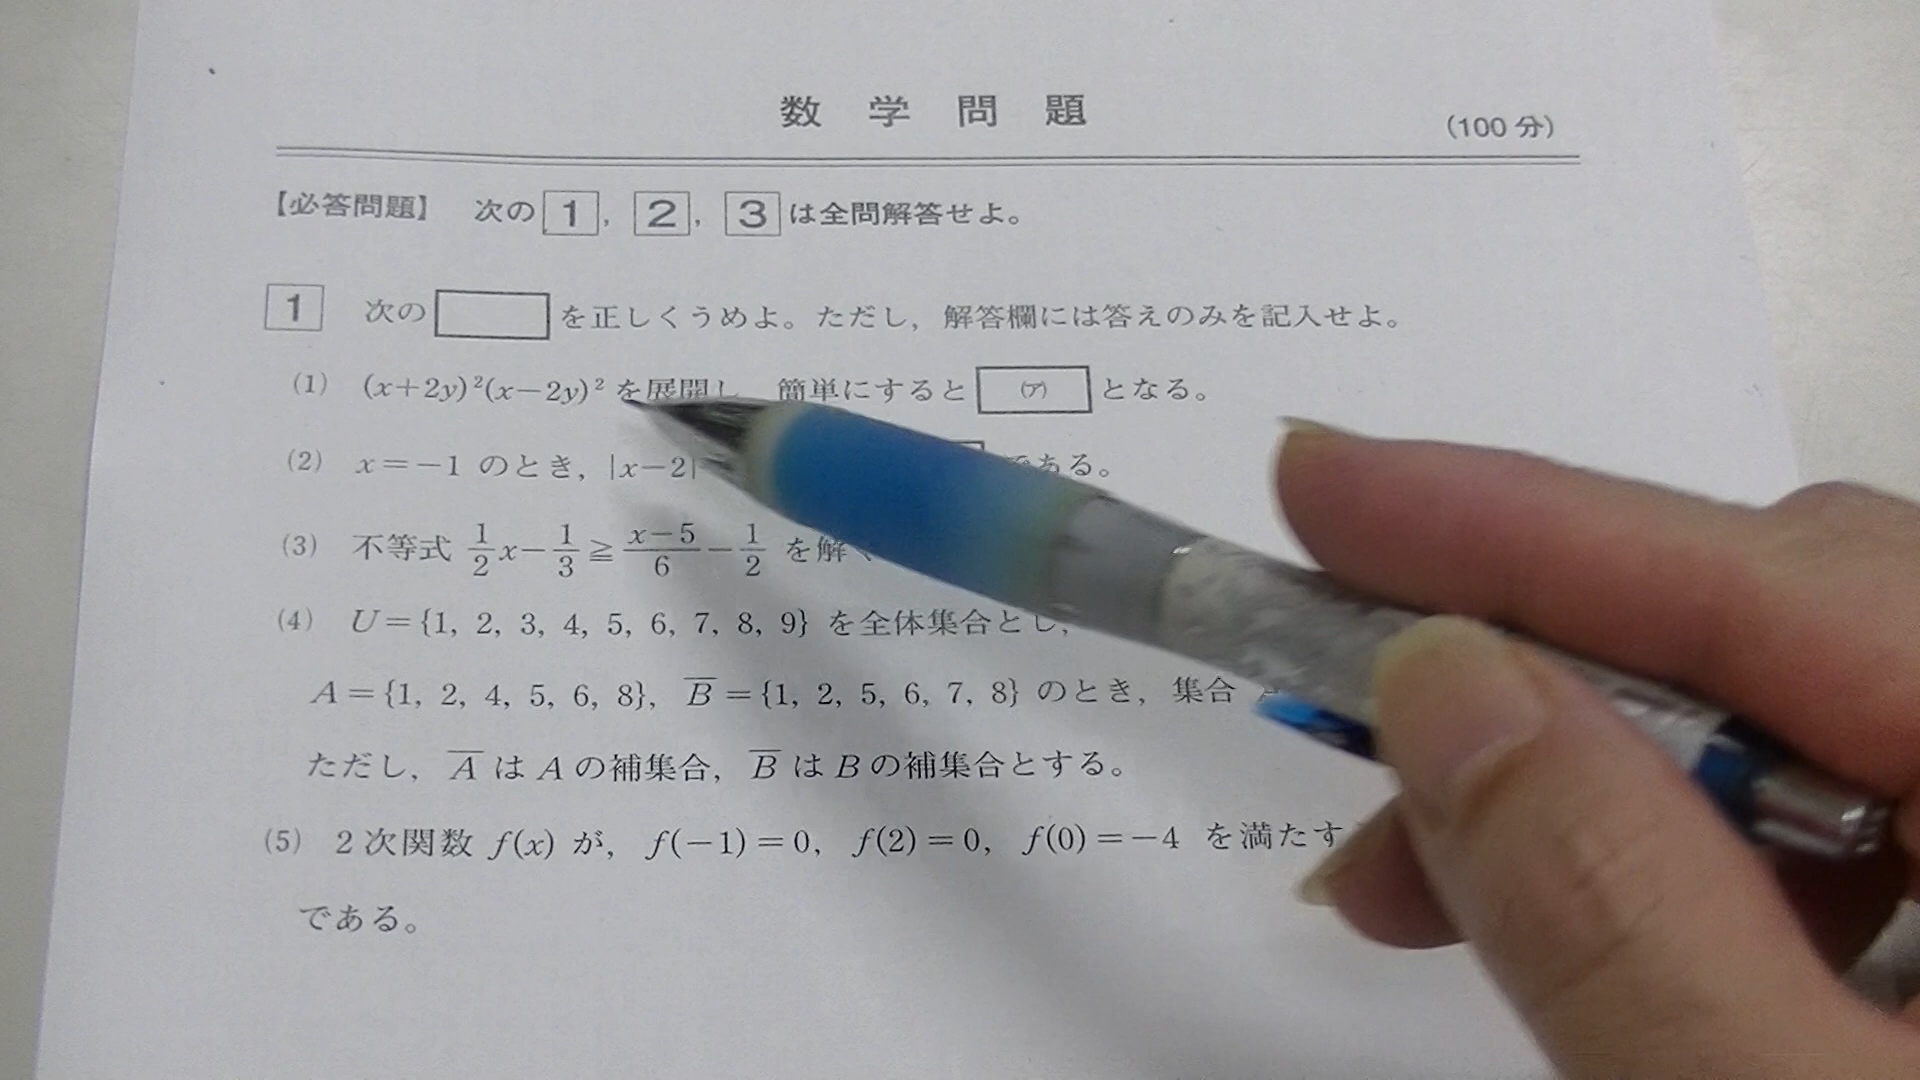 数学問題
(100分)
【必答問題】 次の 1, 2, 3 は全問解答せよ。
1 次の を正しくうめよ。ただし, 解答欄には答えのみを記入せよ。
(1) (x+2y)²(x−2y)² を展開し 簡単にすると (ア) となる。
(2) x=−1 のとき, |x−2| である。
(3) 不等式 1/2 x − 1/3 ≧ (x−5)/6 − 1/2 を解く
(4) U={1, 2, 3, 4, 5, 6, 7, 8, 9} を全体集合とし,
A={1, 2, 4, 5, 6, 8}, B̅={1, 2, 5, 6, 7, 8} のとき, 集合
ただし, A̅ は A の補集合, B̅ は B の補集合とする。
(5) 2次関数 f(x) が, f(−1)=0, f(2)=0, f(0)=−4 を満たす
である。